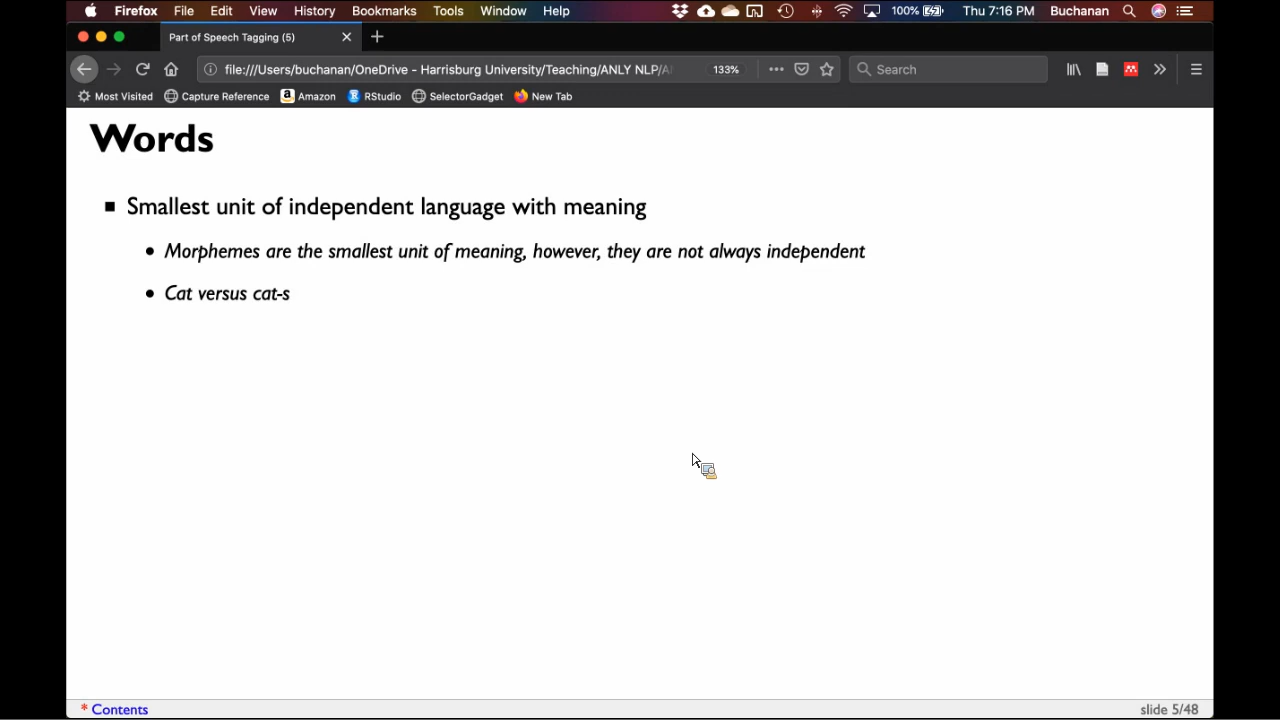 Firefox File Edit View History Bookmarks Tools Window Help 100% Thu 7:16 PM Buchanan
Part of Speech Tagging (5)
file:///Users/buchanan/OneDrive - Harrisburg University/Teaching/ANLY NLP/A 133% Search
Most Visited Capture Reference Amazon RStudio SelectorGadget New Tab
Words
Smallest unit of independent language with meaning
Morphemes are the smallest unit of meaning, however, they are not always independent
Cat versus cat-s
* Contents slide 5/48